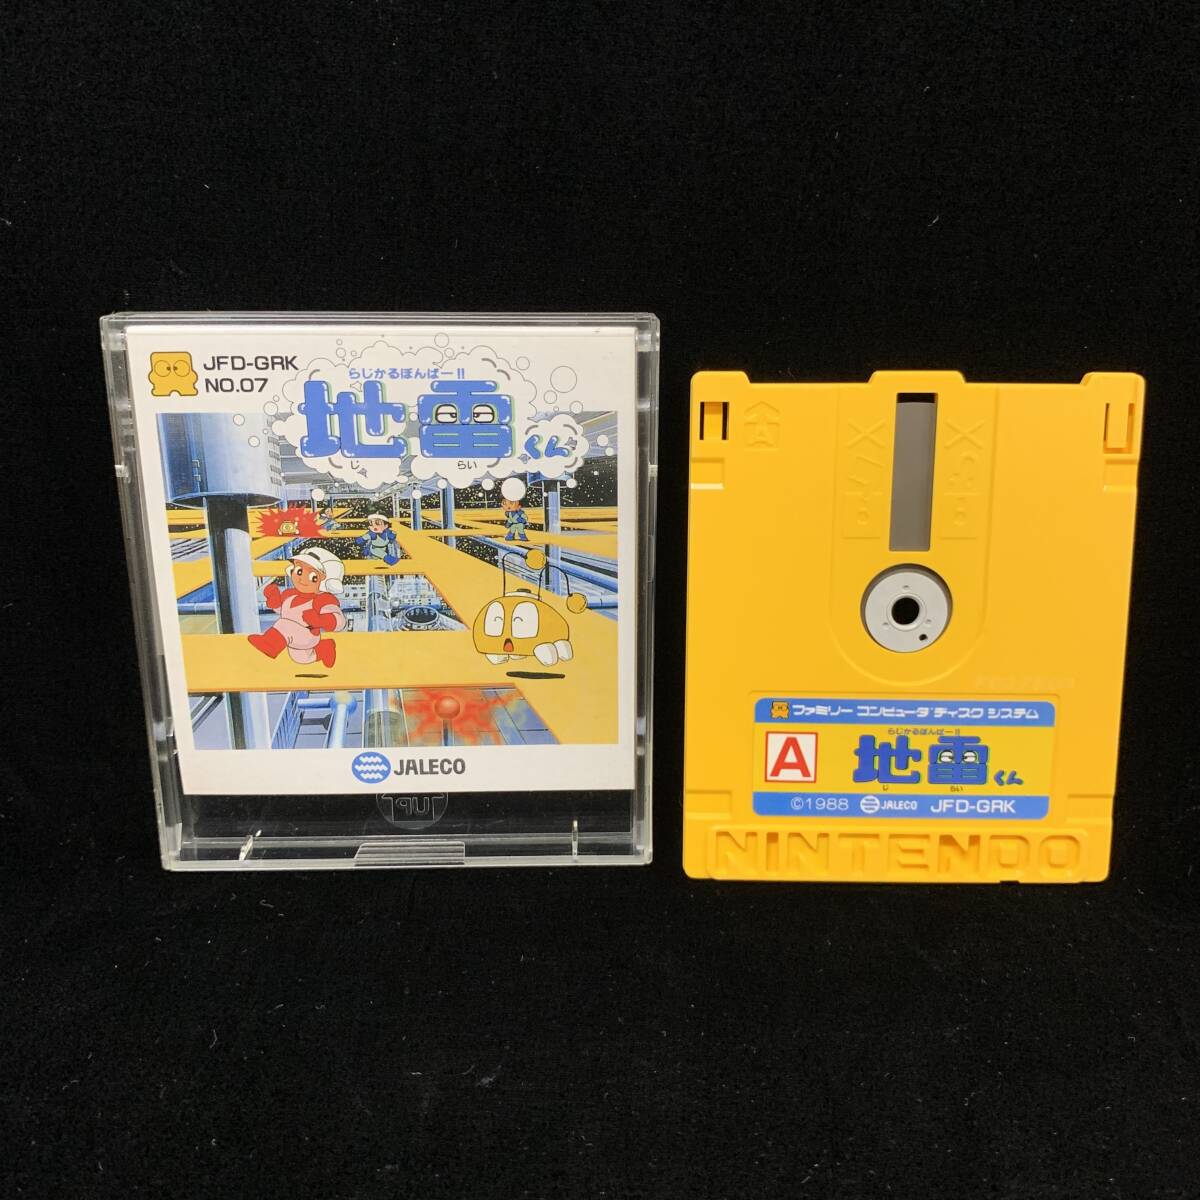 JFD-GRK
NO.07
らじかるぼんばー!!
地雷くん
じ らい
JALECO
A
ファミリー コンピュータ ディスク システム
A
らじかるぼんばー!!
地雷くん
じ らい
©1988 JALECO JFD-GRK
NINTENDO